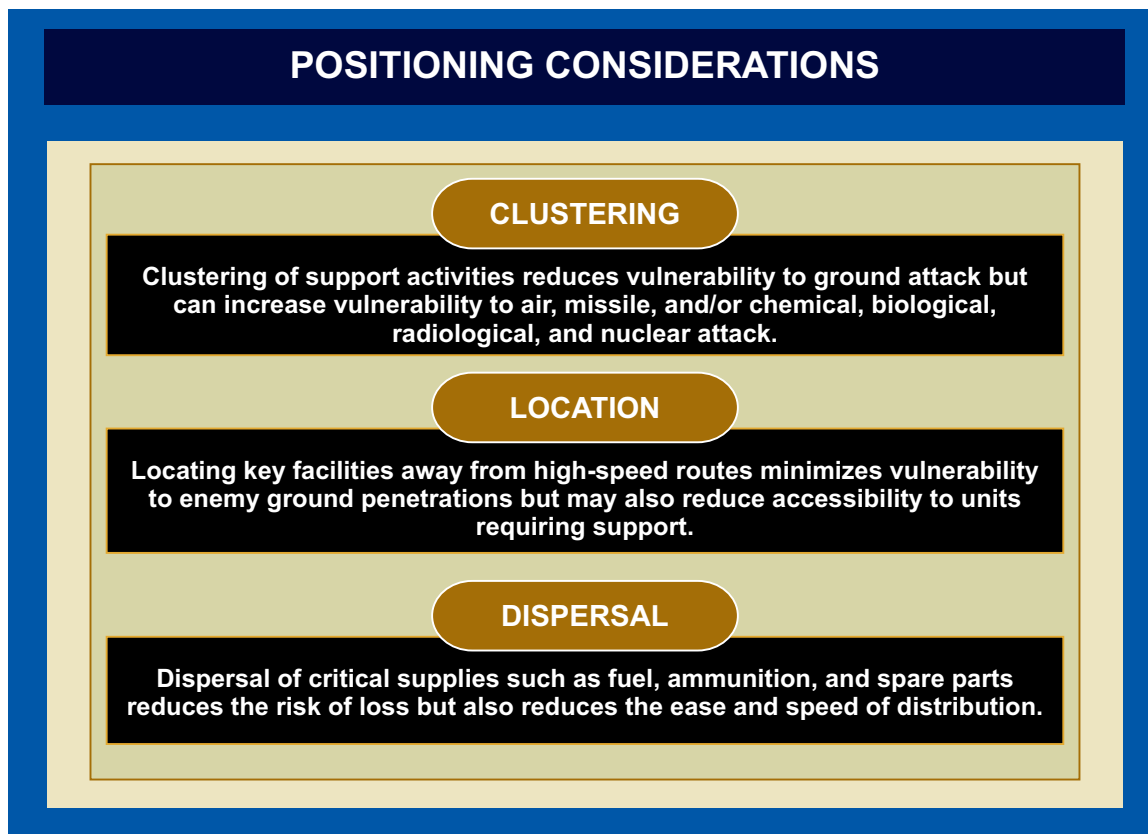 POSITIONING CONSIDERATIONS
CLUSTERING
Clustering of support activities reduces vulnerability to ground attack but
can increase vulnerability to air, missile, and/or chemical, biological,
radiological, and nuclear attack.
LOCATION
Locating key facilities away from high-speed routes minimizes vulnerability
to enemy ground penetrations but may also reduce accessibility to units
requiring support.
DISPERSAL
Dispersal of critical supplies such as fuel, ammunition, and spare parts
reduces the risk of loss but also reduces the ease and speed of distribution.